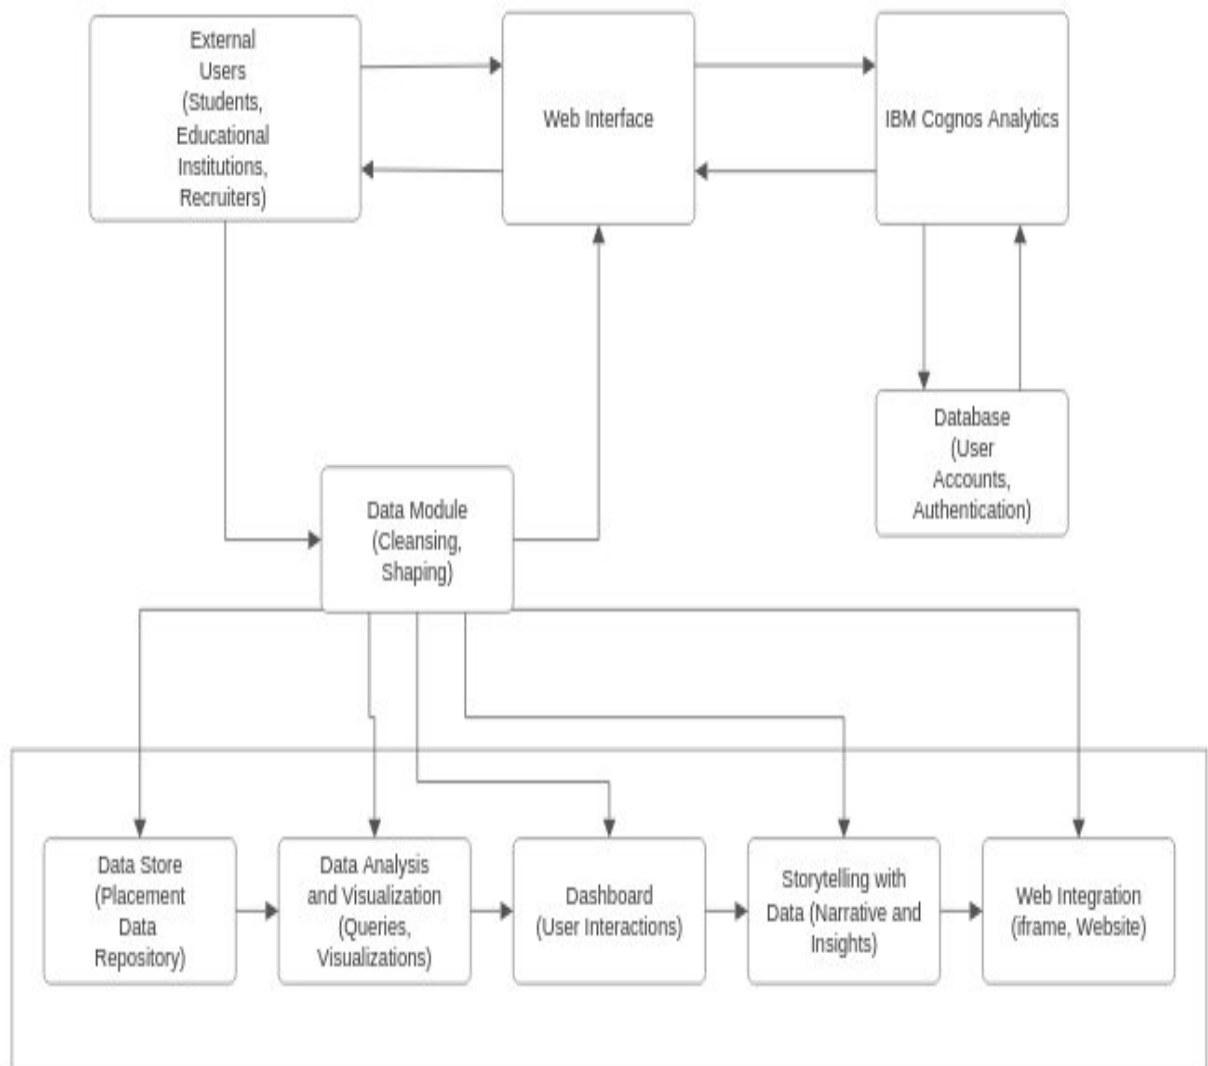 External
Users
(Students,
Educational
Institutions,
Recruiters)
Web Interface
IBM Cognos Analytics
Database
(User
Accounts,
Authentication)
Data Module
(Cleansing,
Shaping)
Data Store
(Placement
Data
Repository)
Data Analysis
and Visualization
(Queries,
Visualizations)
Dashboard
(User Interactions)
Storytelling with
Data (Narrative and
Insights)
Web Integration
(iframe, Website)